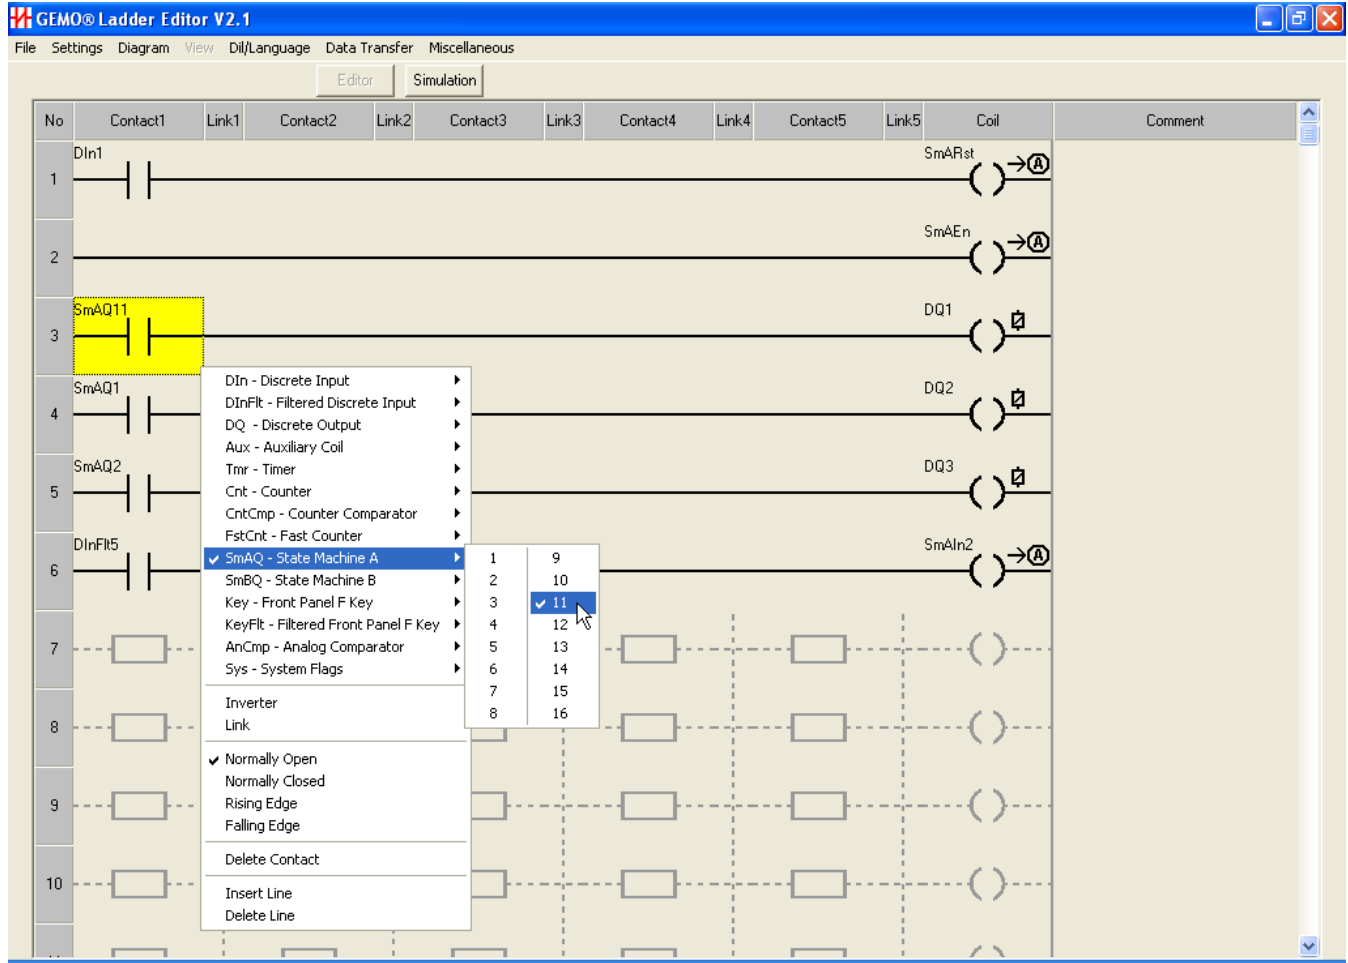 GEMO® Ladder Editor V2.1
File Settings Diagram View Dil/Language Data Transfer Miscellaneous
Editor Simulation
No Contact1 Link1 Contact2 Link2 Contact3 Link3 Contact4 Link4 Contact5 Link5 Coil Comment
DIn1 SmARst
1 A
SmAEn
2 A
SmAQ11 DQ1
3
SmAQ1 DQ2
4
SmAQ2 DQ3
5
DInFlt5 SmAIn2
6 A
7
8
9
10
DIn - Discrete Input
DInFlt - Filtered Discrete Input
DQ - Discrete Output
Aux - Auxiliary Coil
Tmr - Timer
Cnt - Counter
CntCmp - Counter Comparator
FstCnt - Fast Counter
SmAQ - State Machine A
SmBQ - State Machine B
Key - Front Panel F Key
KeyFlt - Filtered Front Panel F Key
AnCmp - Analog Comparator
Sys - System Flags
Inverter
Link
Normally Open
Normally Closed
Rising Edge
Falling Edge
Delete Contact
Insert Line
Delete Line
1 9
2 10
3 11
4 12
5 13
6 14
7 15
8 16